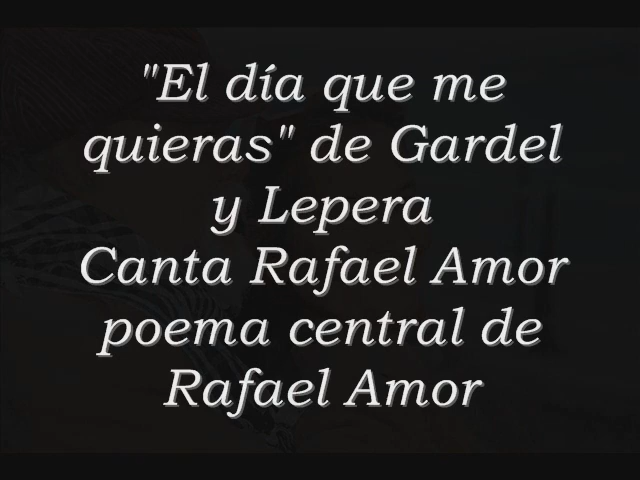 "El día que me
quieras" de Gardel
y Lepera
Canta Rafael Amor
poema central de
Rafael Amor